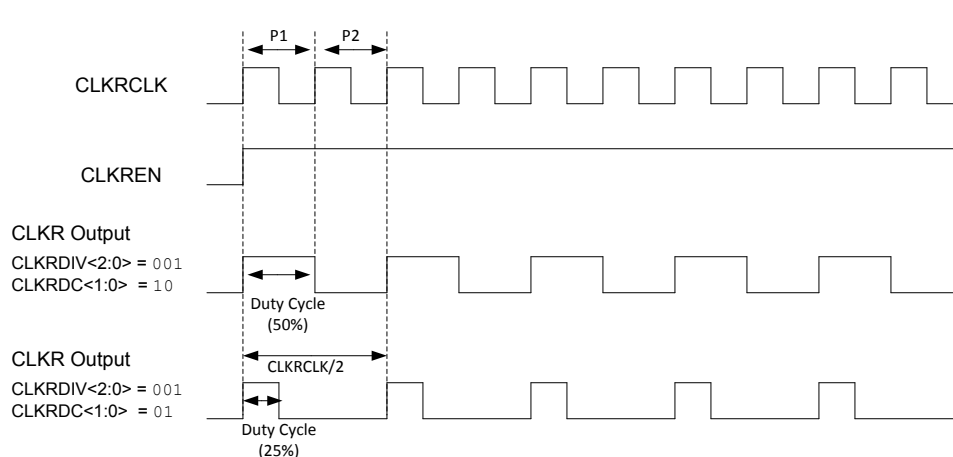 P1
P2
CLKRCLK
CLKREN
CLKR Output
CLKRDIV<2:0> = 001
CLKRDC<1:0> = 10
Duty Cycle
(50%)
CLKR Output
CLKRCLK/2
CLKRDIV<2:0> = 001
CLKRDC<1:0> = 01
Duty Cycle
(25%)